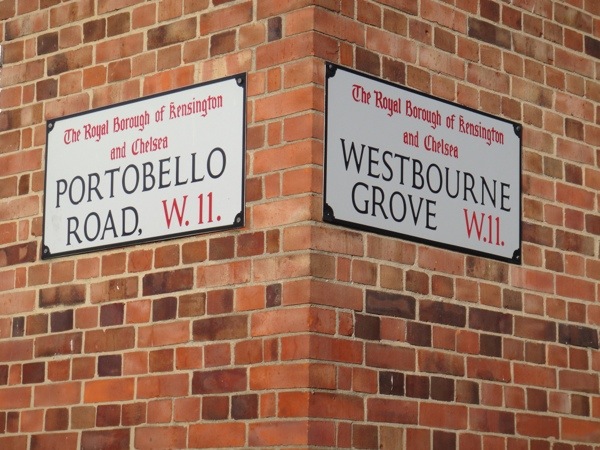 The Royal Borough of Kensington
and Chelsea
PORTOBELLO
ROAD, W. 11.
The Royal Borough of Kensington
and Chelsea
WESTBOURNE
GROVE W.11.